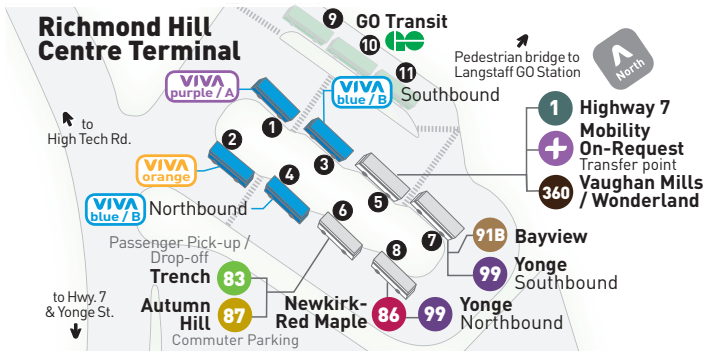 Richmond Hill
Centre Terminal
9
GO Transit
10
GO
11
Pedestrian bridge to
Langstaff GO Station
North
VIVA
purple / A
VIVA
blue / B
Southbound
to
High Tech Rd.
1
2
3
4
5
6
7
8
VIVA
orange
VIVA
blue / B
Northbound
1 Highway 7
Mobility
On-Request
Transfer point
360 Vaughan Mills
/ Wonderland
91B Bayview
99 Yonge
Southbound
Passenger Pick-up /
Drop-off
Trench 83
Autumn
Hill 87
Commuter Parking
to Hwy. 7
& Yonge St.
Newkirk-
Red Maple 86
99 Yonge
Northbound